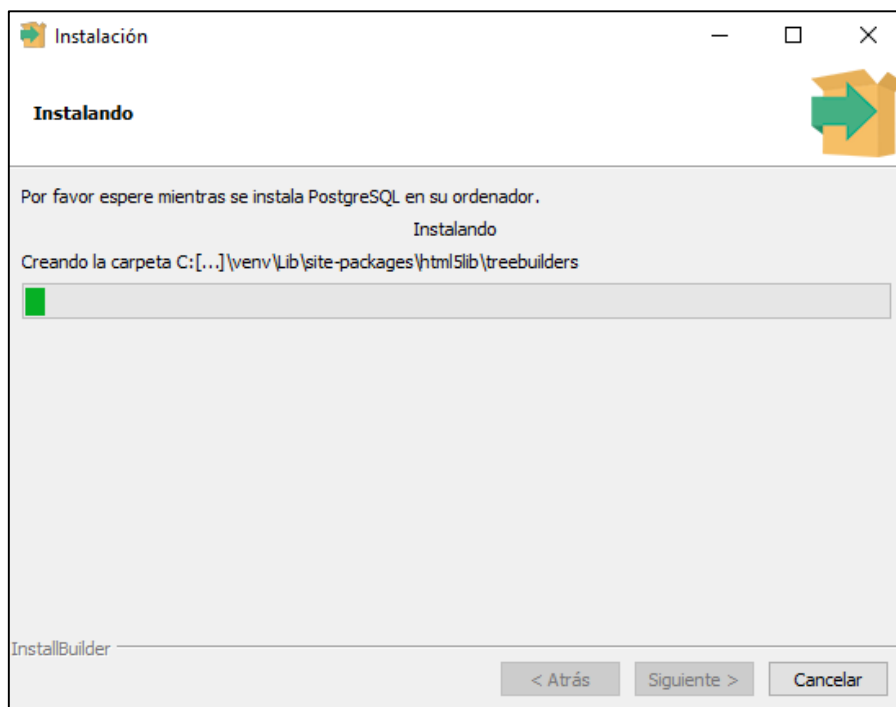 Instalación
Instalando
Por favor espere mientras se instala PostgreSQL en su ordenador.
Instalando
Creando la carpeta C:[...]\venv\Lib\site-packages\html5lib\treebuilders
InstallBuilder
< Atrás
Siguiente >
Cancelar